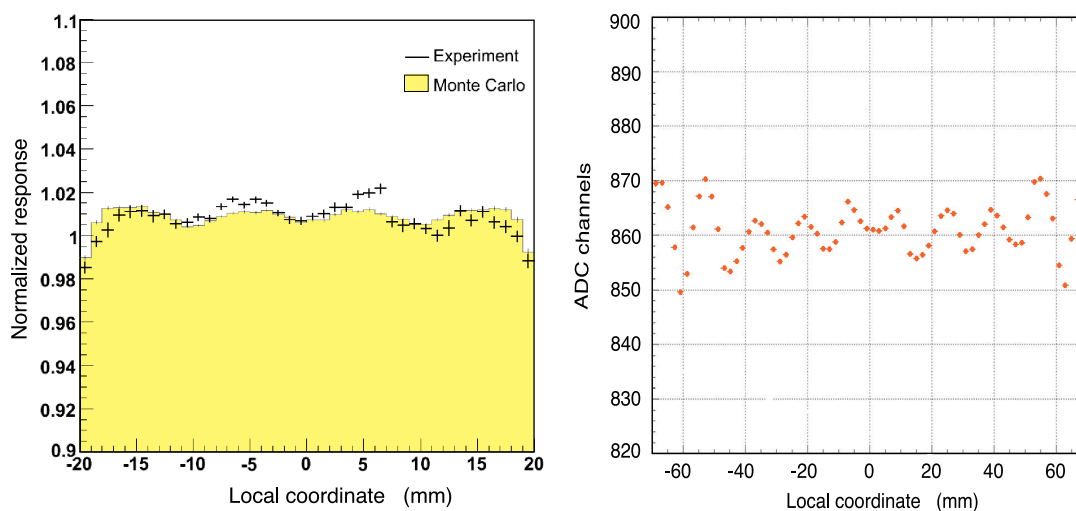 1.1
1.08
1.06
1.04
1.02
1
0.98
0.96
0.94
0.92
0.9
Normalized response
Experiment
Monte Carlo
-20 -15 -10 -5 0 5 10 15 20
Local coordinate (mm)
900
890
880
870
860
850
840
830
820
ADC channels
-60 -40 -20 0 20 40 60
Local coordinate (mm)